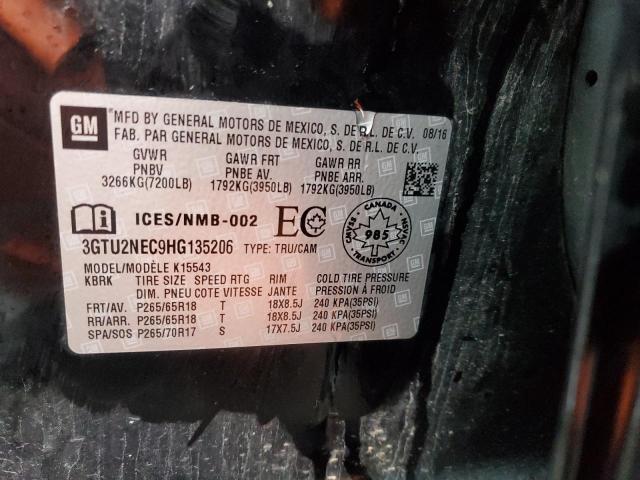 GM
MFD BY GENERAL MOTORS DE MEXICO, S. DE R.L. DE C.V. 08/16
FAB. PAR GENERAL MOTORS DE MEXICO, S. DE R.L. DE C.V.
GVWR GAWR FRT GAWR RR
PNBV PNBE AV. PNBE ARR.
3266KG(7200LB) 1792KG(3950LB) 1792KG(3950LB)
ICES/NMB-002 EC
CANADA
CMVSS 985 NSVAC
TRANSPORT
3GTU2NEC9HG135206 TYPE: TRU/CAM
MODEL/MODÈLE K15543
KBRK TIRE SIZE SPEED RTG RIM COLD TIRE PRESSURE
DIM. PNEU COTE VITESSE JANTE PRESSION À FROID
FRT/AV. P265/65R18 T 18X8.5J 240 KPA(35PSI)
RR/ARR. P265/65R18 T 18X8.5J 240 KPA(35PSI)
SPA/SOS P265/70R17 S 17X7.5J 240 KPA(35PSI)